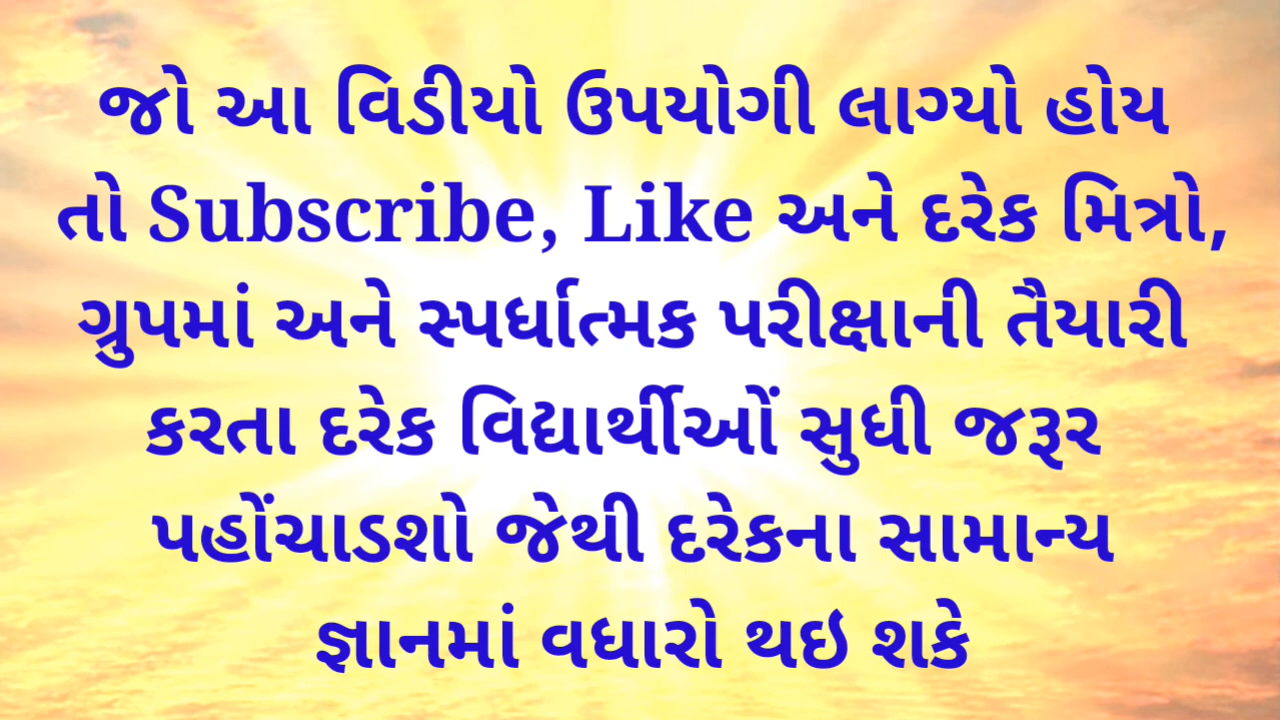 જો આ વિડીયો ઉપયોગી લાગ્યો હોય
તો Subscribe, Like અને દરેક મિત્રો,
ગ્રુપમાં અને સ્પર્ધાત્મક પરીક્ષાની તૈયારી
કરતા દરેક વિદ્યાર્થીઓં સુધી જરૂર
પહોંચાડશો જેથી દરેકના સામાન્ય
જ્ઞાનમાં વધારો થઇ શકે